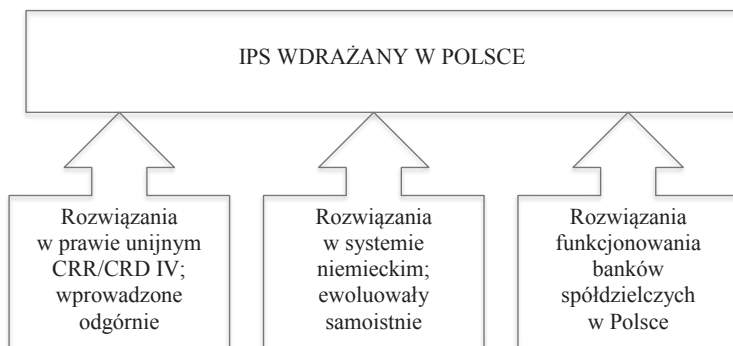 IPS WDRAŻANY W POLSCE
Rozwiązania
w prawie unijnym
CRR/CRD IV;
wprowadzone
odgórnie
Rozwiązania
w systemie
niemieckim;
ewoluowały
samoistnie
Rozwiązania
funkcjonowania
banków
spółdzielczych
w Polsce